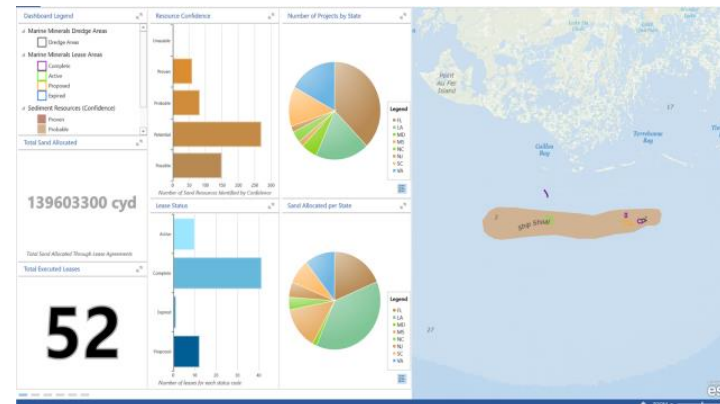 Dashboard Legend
Marine Minerals Dredge Areas
Dredge Areas
Marine Minerals Lease Areas
Complete
Active
Proposed
Expired
Sediment Resources (Confidence)
Proven
Probable
Total Sand Allocated
139603300 cyd
Total Sand Allocated Through Lease Agreements
Total Executed Leases
52
Resource Confidence
Unusable
Proven
Probable
Potential
Possible
0 50 100 150 200 250 300
Number of Sand Resources Identified by Confidence
Lease Status
Active
Complete
Expired
Proposed
0 10 20 30 40
Number of leases for each status code
Number of Projects by State
Legend
FL
LA
MD
MS
NC
NJ
SC
VA
Sand Allocated per State
Legend
FL
LA
MD
MS
NC
NJ
SC
VA
Point
Au Fer
Island
Caillou
Bay
Terrebonne
Bay
Ship Shoal